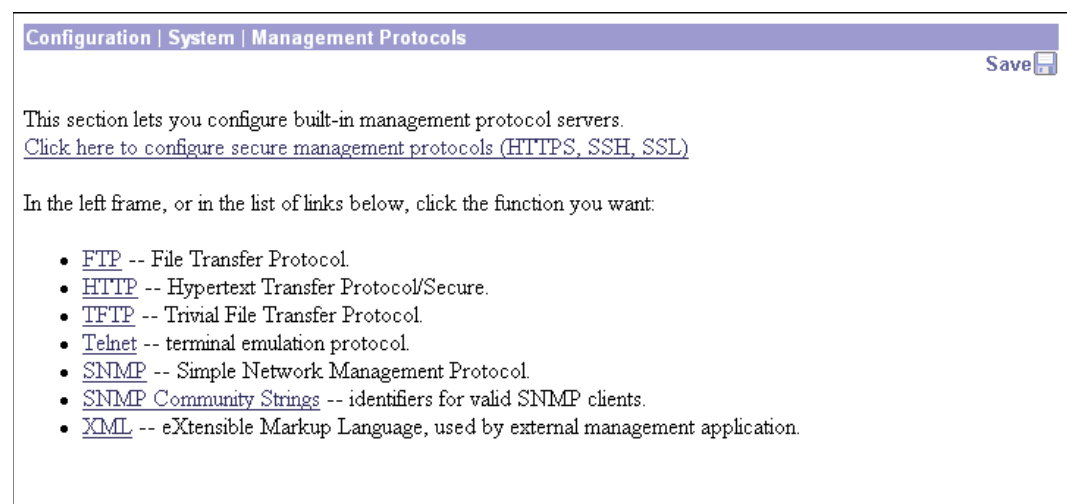 Configuration | System | Management Protocols
Save
This section lets you configure built-in management protocol servers.
Click here to configure secure management protocols (HTTPS, SSH, SSL)
In the left frame, or in the list of links below, click the function you want:
• FTP -- File Transfer Protocol.
• HTTP -- Hypertext Transfer Protocol/Secure.
• TFTP -- Trivial File Transfer Protocol.
• Telnet -- terminal emulation protocol.
• SNMP -- Simple Network Management Protocol.
• SNMP Community Strings -- identifiers for valid SNMP clients.
• XML -- eXtensible Markup Language, used by external management application.